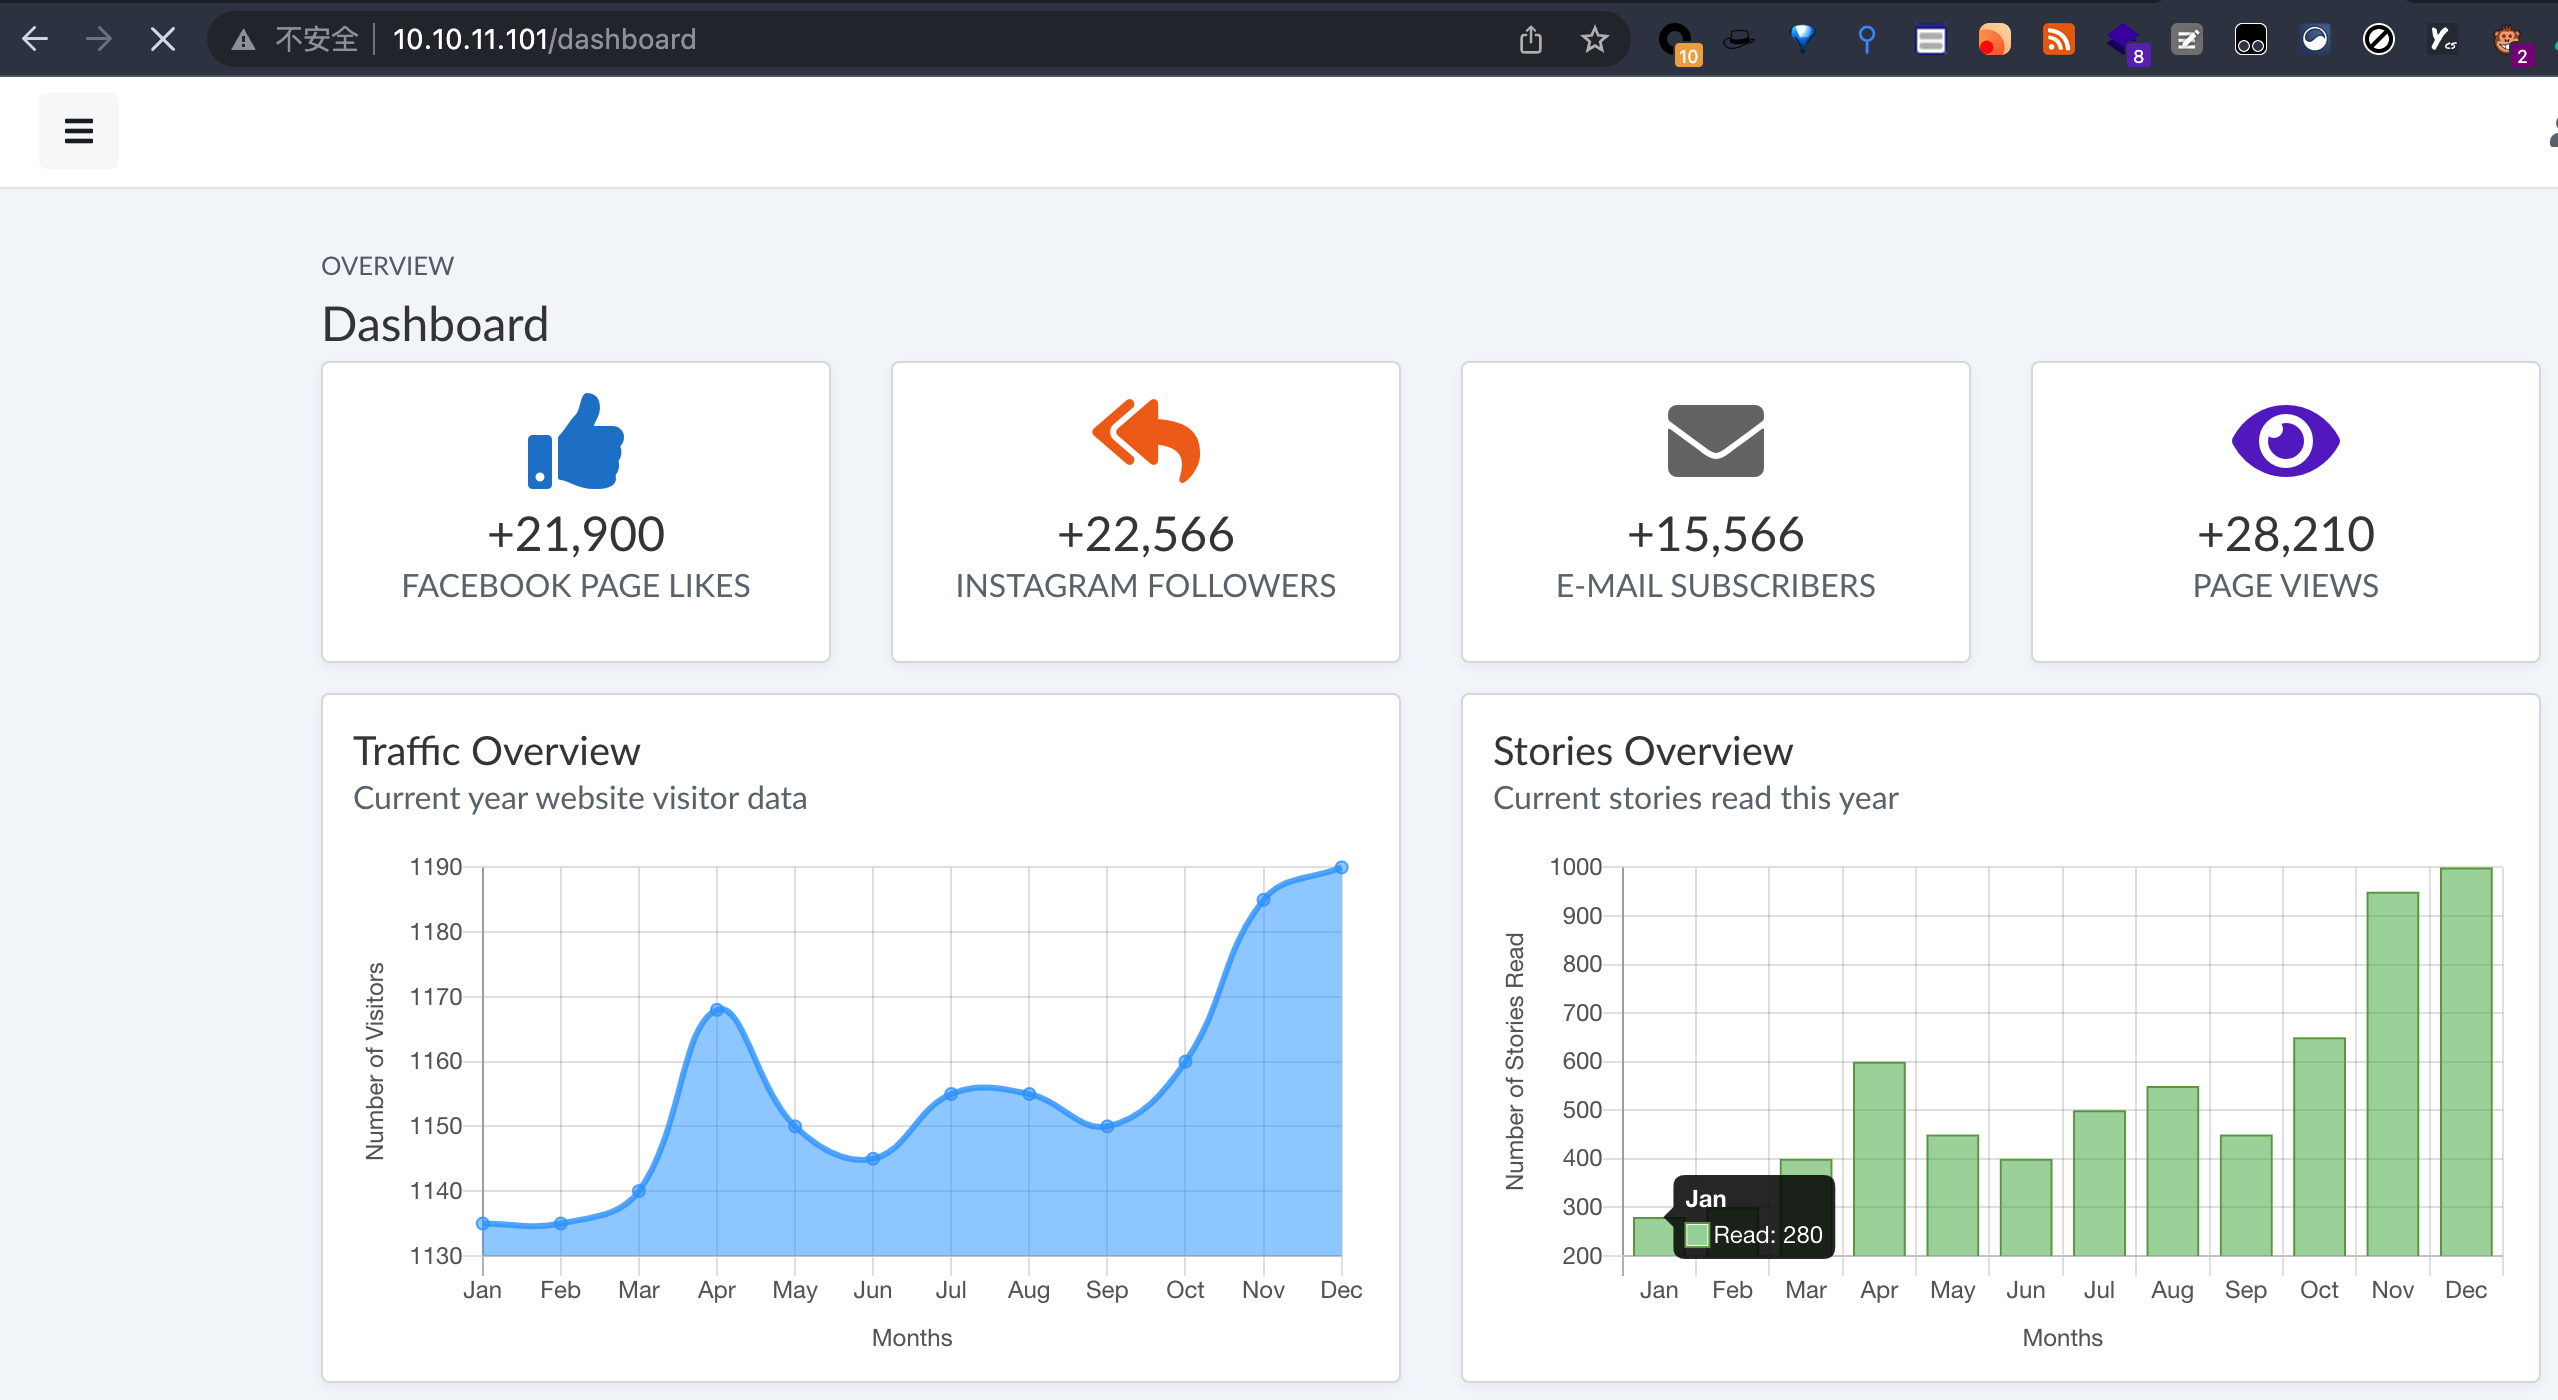 不安全 10.10.11.101/dashboard
10
8
2
OVERVIEW
Dashboard
+21,900
FACEBOOK PAGE LIKES
+22,566
INSTAGRAM FOLLOWERS
+15,566
E-MAIL SUBSCRIBERS
+28,210
PAGE VIEWS
Traffic Overview
Current year website visitor data
Number of Visitors
1190
1180
1170
1160
1150
1140
1130
Jan Feb Mar Apr May Jun Jul Aug Sep Oct Nov Dec
Months
Stories Overview
Current stories read this year
Number of Stories Read
1000
900
800
700
600
500
400
300
200
Jan
Read: 280
Jan Feb Mar Apr May Jun Jul Aug Sep Oct Nov Dec
Months